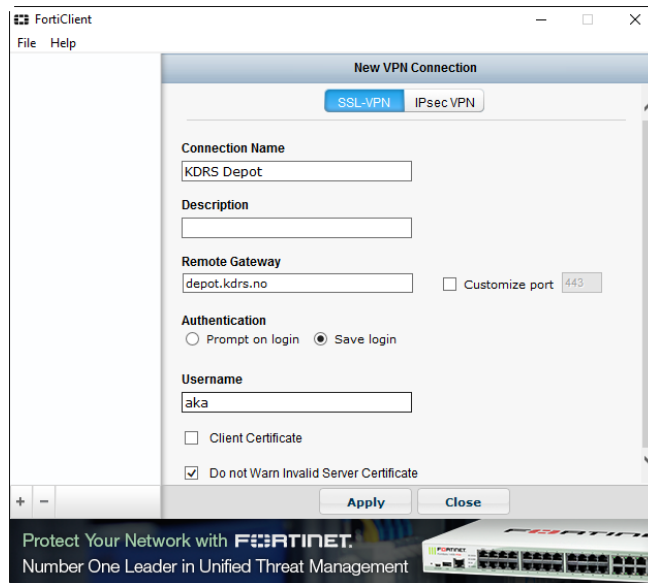 FortiClient
File Help
New VPN Connection
SSL-VPN IPsec VPN
Connection Name
KDRS Depot
Description
Remote Gateway
depot.kdrs.no
Customize port 443
Authentication
Prompt on login Save login
Username
aka
Client Certificate
Do not Warn Invalid Server Certificate
+ −
Apply Close
Protect Your Network with FORTINET.
Number One Leader in Unified Threat Management
FORTINET